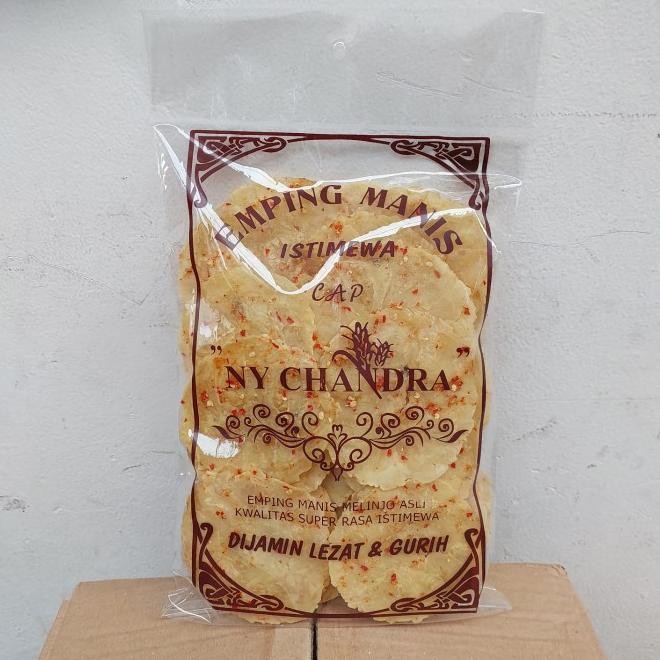 EMPING MANIS
ISTIMEWA
CAP
"NY CHANDRA"
EMPING MANIS MELINJO ASLI
KWALITAS SUPER RASA ISTIMEWA
DIJAMIN LEZAT & GURIH